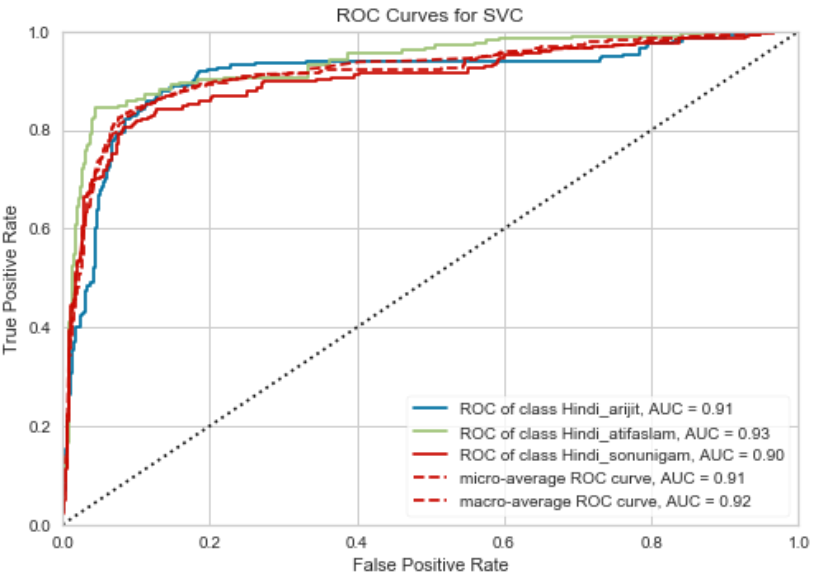 ROC Curves for SVC
1.0
0.8
0.6
0.4
0.2
0.0
True Positive Rate
ROC of class Hindi_arijit, AUC = 0.91
ROC of class Hindi_atifaslam, AUC = 0.93
ROC of class Hindi_sonunigam, AUC = 0.90
micro-average ROC curve, AUC = 0.91
macro-average ROC curve, AUC = 0.92
0.0 0.2 0.4 0.6 0.8 1.0
False Positive Rate